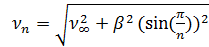 νₙ = √(ν∞² + β² (sin(π/n))²)